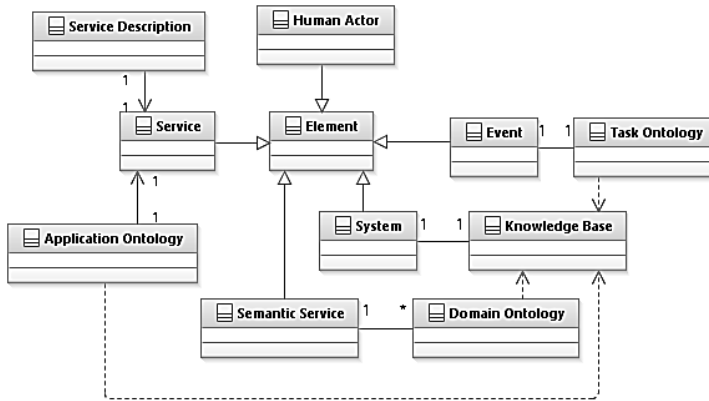 Service Description
Human Actor
1
1
Service
Element
Event
1
1
Task Ontology
1
1
Application Ontology
System
1
1
Knowledge Base
Semantic Service
1
*
Domain Ontology